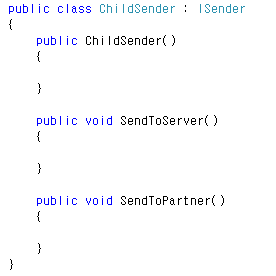 public class ChildSender : ISender
{
    public ChildSender()
    {

    }

    public void SendToServer()
    {

    }

    public void SendToPartner()
    {

    }
}